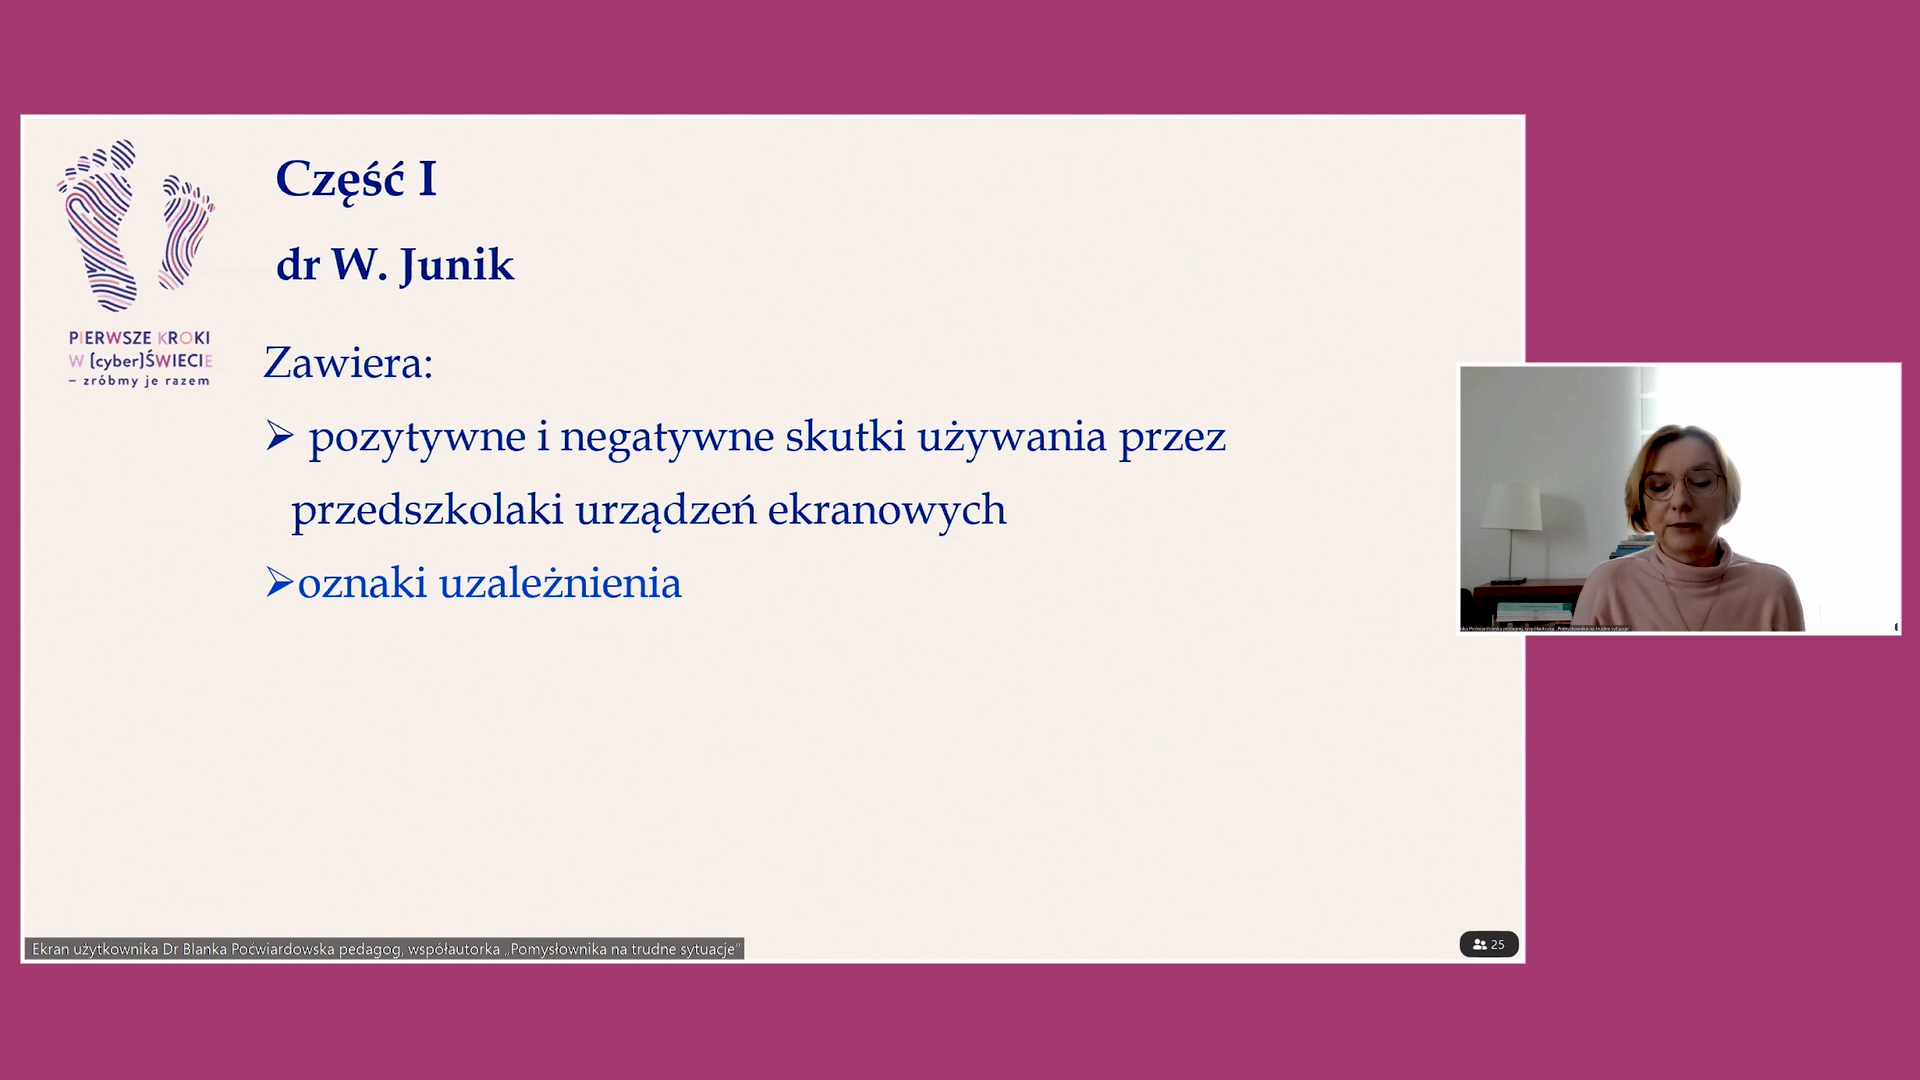 Część I
dr W. Junik
PIERWSZE KROKI
W [cyber]ŚWIECIE
– zróbmy je razem
Zawiera:
➢ pozytywne i negatywne skutki używania przez
przedszkolaki urządzeń ekranowych
➢oznaki uzależnienia
Ekran użytkownika Dr Blanka Poćwiardowska pedagog, współautorka „Pomysłownika na trudne sytuacje”
25